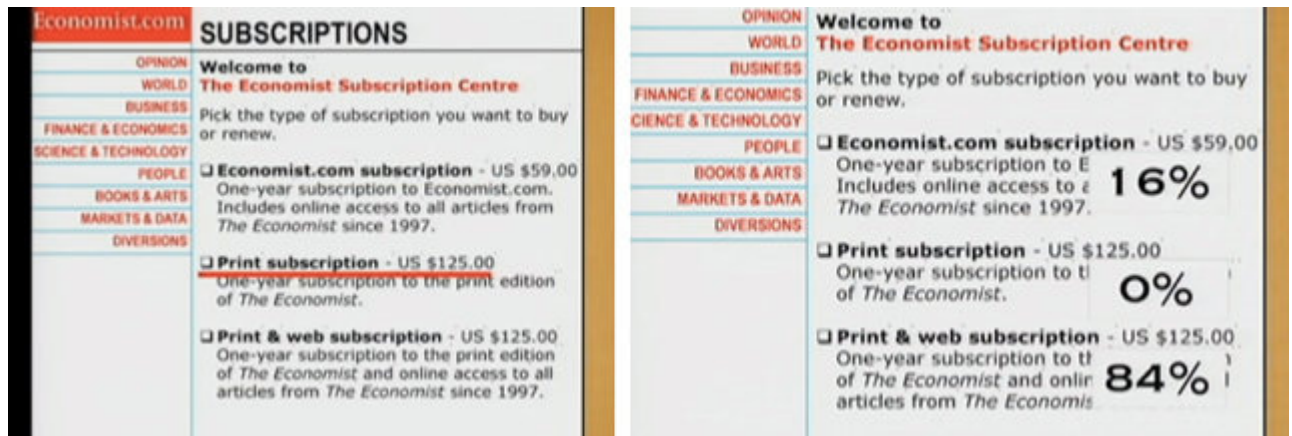 Economist.com
SUBSCRIPTIONS
OPINION
WORLD
BUSINESS
FINANCE & ECONOMICS
SCIENCE & TECHNOLOGY
PEOPLE
BOOKS & ARTS
MARKETS & DATA
DIVERSIONS
Welcome to
The Economist Subscription Centre
Pick the type of subscription you want to buy
or renew.
❑ Economist.com subscription - US $59.00
One-year subscription to Economist.com.
Includes online access to all articles from
The Economist since 1997.
❑ Print subscription - US $125.00
One-year subscription to the print edition
of The Economist.
❑ Print & web subscription - US $125.00
One-year subscription to the print edition
of The Economist and online access to all
articles from The Economist since 1997.
OPINION
WORLD
BUSINESS
FINANCE & ECONOMICS
CIENCE & TECHNOLOGY
PEOPLE
BOOKS & ARTS
MARKETS & DATA
DIVERSIONS
Welcome to
The Economist Subscription Centre
Pick the type of subscription you want to buy
or renew.
❑ Economist.com subscription - US $59.00
One-year subscription to E
Includes online access to a
The Economist since 1997.
16%
❑ Print subscription - US $125.00
One-year subscription to t
of The Economist.
0%
❑ Print & web subscription - US $125.00
One-year subscription to t
of The Economist and onlin
articles from The Economis
84%